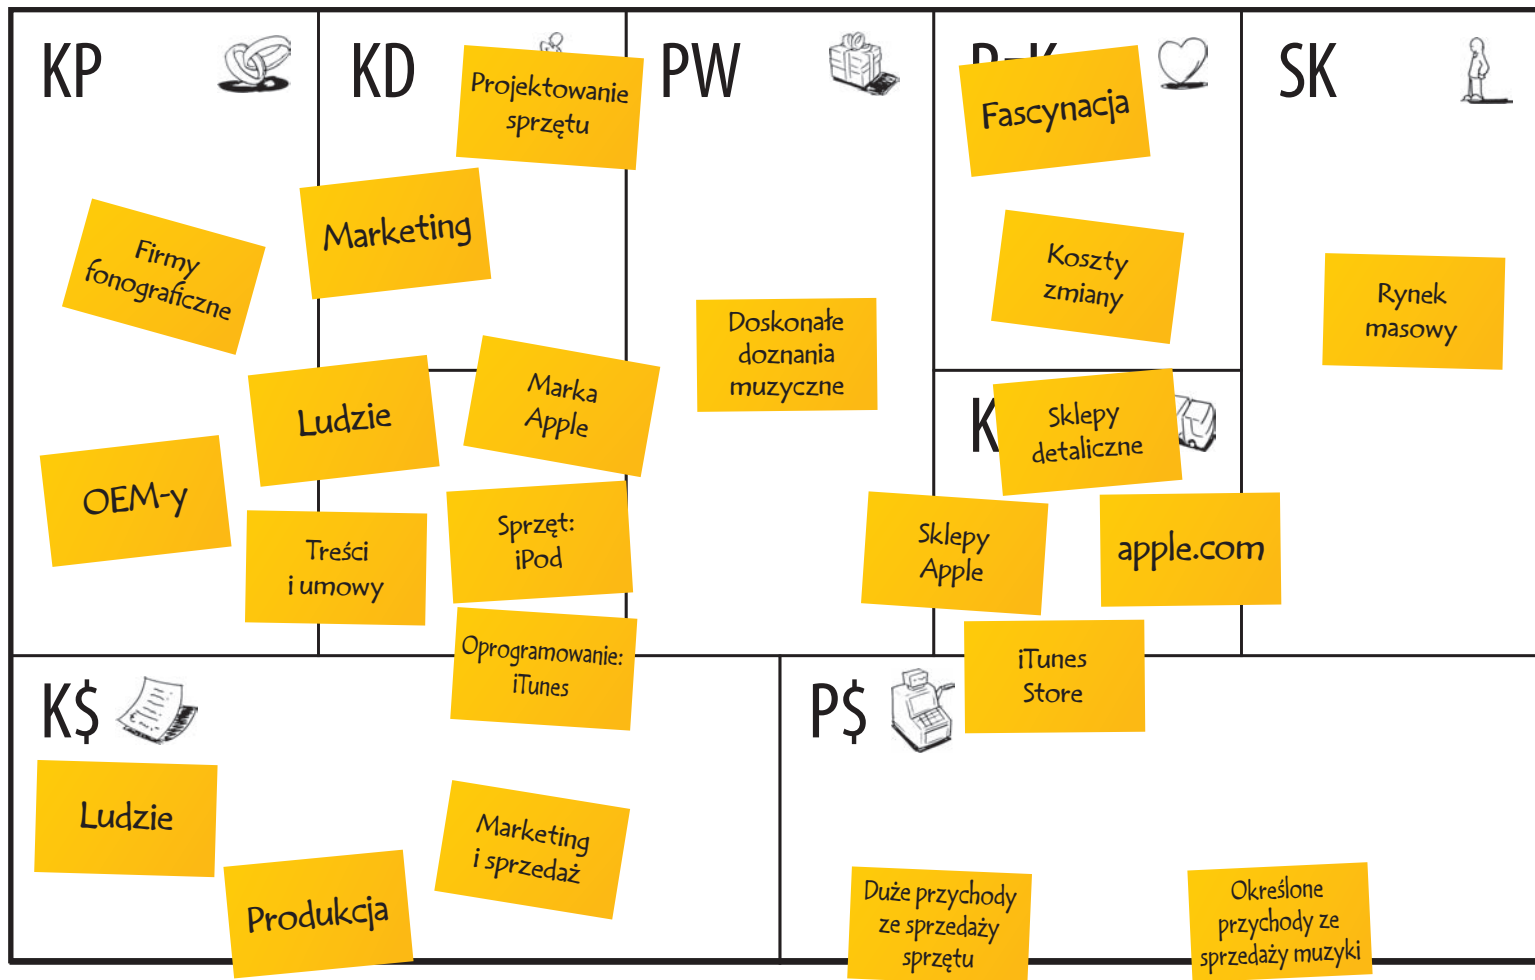 KP
Firmy
fonograficzne
OEM-y
KD
Projektowanie
sprzętu
Marketing
Ludzie
Treści
i umowy
Marka
Apple
Sprzęt:
iPod
Oprogramowanie:
iTunes
PW
Doskonałe
doznania
muzyczne
Fascynacja
Koszty
zmiany
K
Sklepy
detaliczne
Sklepy
Apple
apple.com
iTunes
Store
SK
Rynek
masowy
K$
Ludzie
Produkcja
Marketing
i sprzedaż
P$
Duże przychody
ze sprzedaży
sprzętu
Określone
przychody ze
sprzedaży muzyki